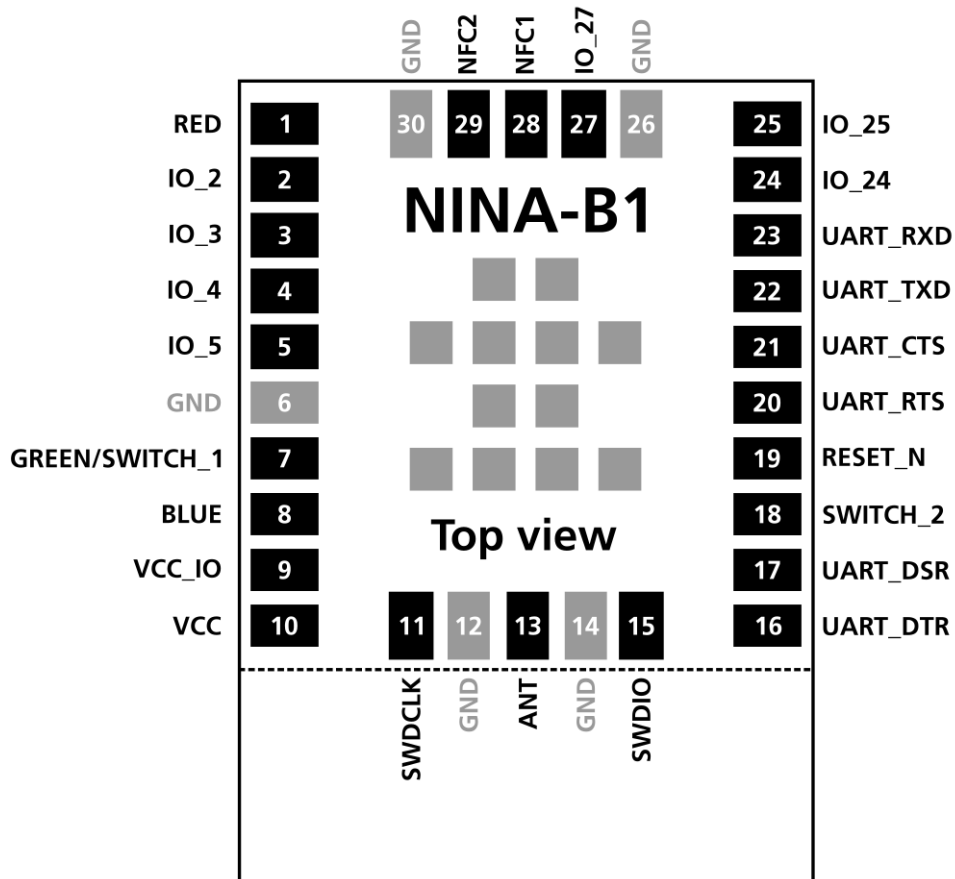 GND NFC2 NFC1 IO_27 GND
RED 1 30 29 28 27 26 25 IO_25
IO_2 2 24 IO_24
NINA-B1
IO_3 3 23 UART_RXD
IO_4 4 22 UART_TXD
IO_5 5 21 UART_CTS
GND 6 20 UART_RTS
GREEN/SWITCH_1 7 19 RESET_N
BLUE 8 18 SWITCH_2
Top view
VCC_IO 9 17 UART_DSR
VCC 10 11 12 13 14 15 16 UART_DTR
SWDCLK GND ANT GND SWDIO